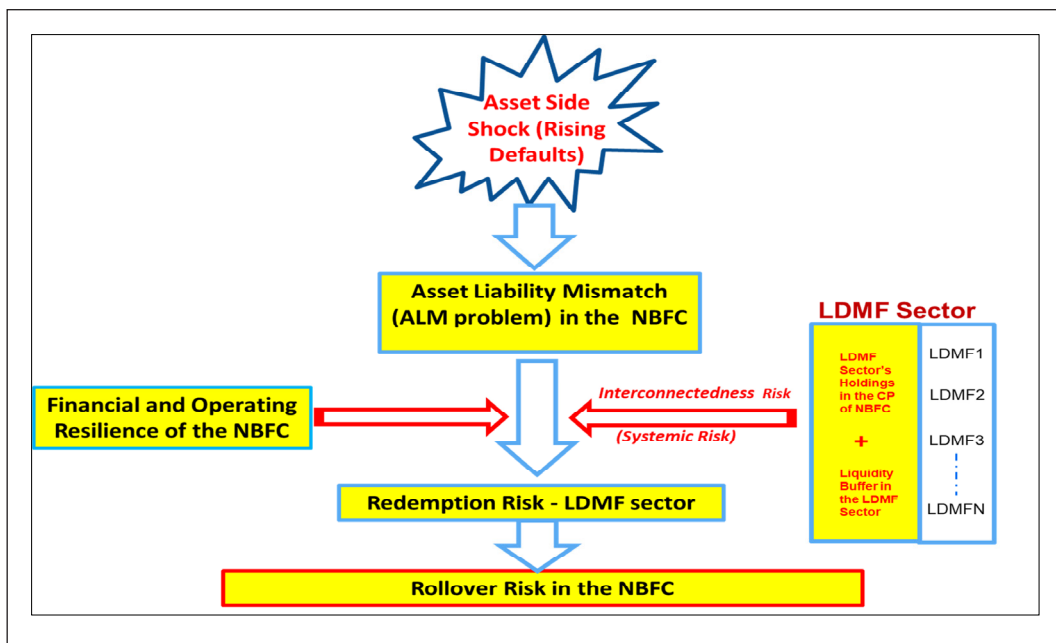 Asset Side
Shock (Rising
Defaults)
Asset Liability Mismatch
(ALM problem) in the NBFC
Financial and Operating
Resilience of the NBFC
Interconnectedness Risk
(Systemic Risk)
LDMF Sector
LDMF
Sector's
Holdings
in the CP
of NBFC
+
Liquidity
Buffer in
the LDMF
Sector
LDMF1
LDMF2
LDMF3
LDMFN
Redemption Risk - LDMF sector
Rollover Risk in the NBFC